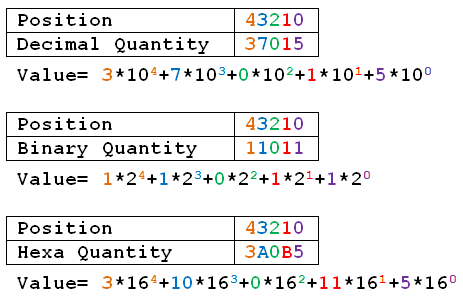 Position 43210
Decimal Quantity 37015
Value= 3*10⁴+7*10³+0*10²+1*10¹+5*10⁰
Position 43210
Binary Quantity 11011
Value= 1*2⁴+1*2³+0*2²+1*2¹+1*2⁰
Position 43210
Hexa Quantity 3A0B5
Value= 3*16⁴+10*16³+0*16²+11*16¹+5*16⁰